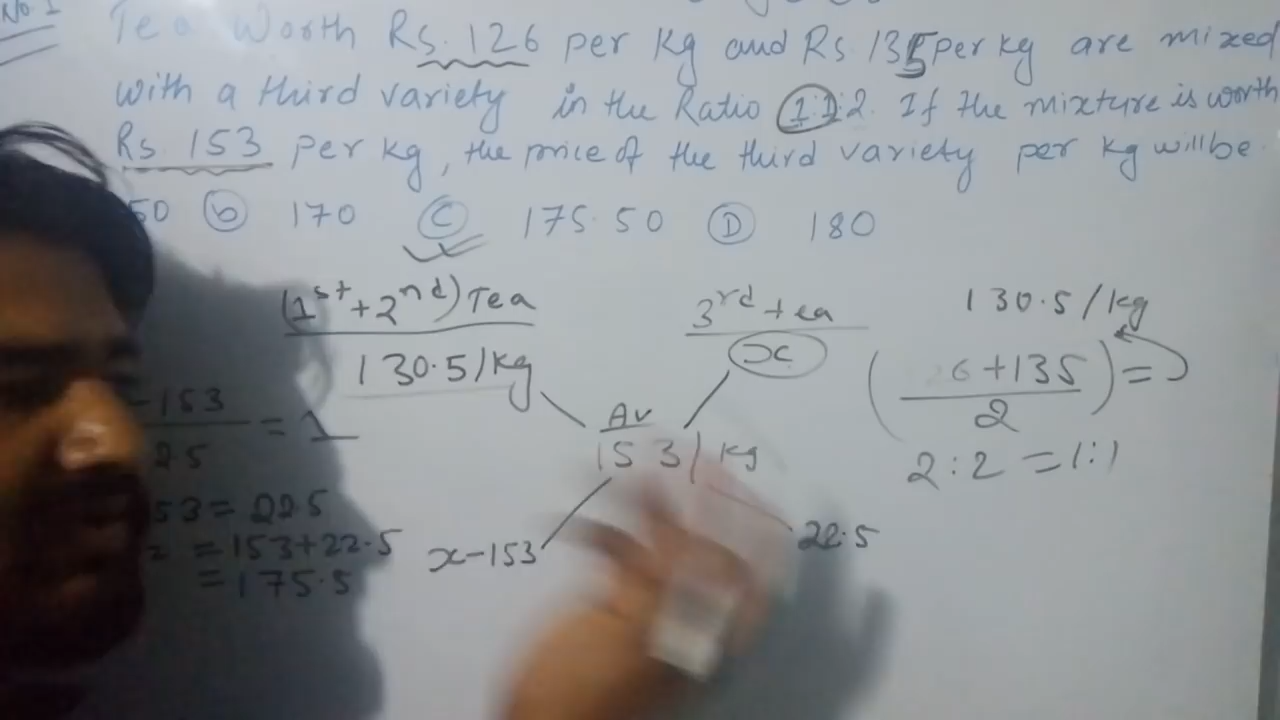 No. 1
Tea Worth Rs. 126 per Kg and Rs 135 per kg are mixed
with a third variety in the Ratio 1:1:2. If the mixture is worth
Rs. 153 per kg, the price of the third variety per kg will be
50 (b) 170 (C) 175.50 (D) 180
(1st + 2nd) Tea 3rd tea 130.5/kg
130.5/kg x
6+135 =
2
-153 = 1
25
Av
153/kg
2:2 = 1:1
53 = 22.5
x-153 22.5
= 153+22.5
= 175.5